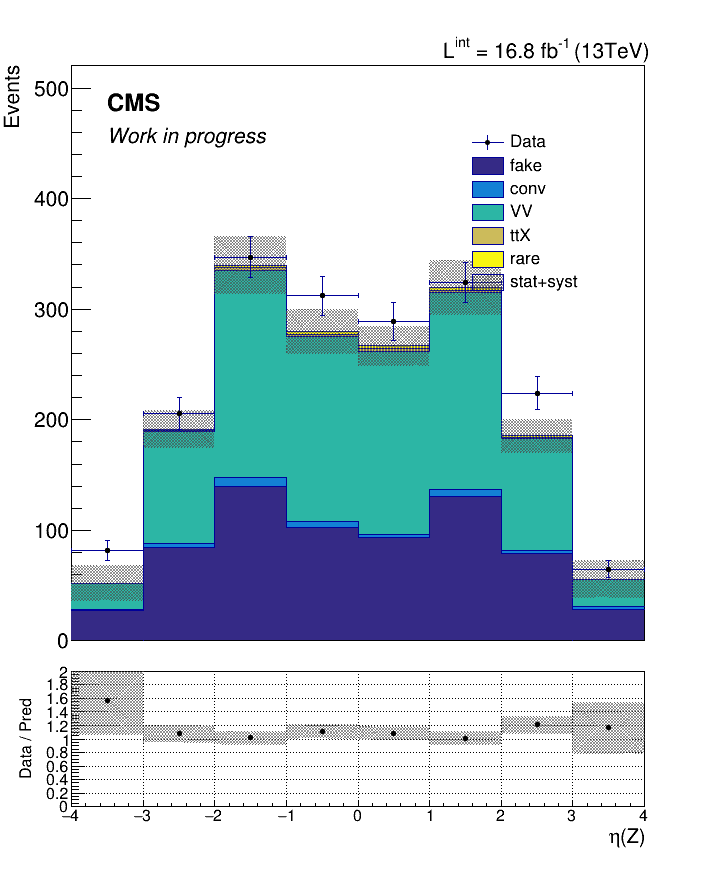 L^int = 16.8 fb^-1 (13TeV)
Events
500
400
300
200
100
0
CMS
Work in progress
Data
fake
conv
VV
ttX
rare
stat+syst
Data / Pred
2
1.8
1.6
1.4
1.2
1
0.8
0.6
0.4
0.2
0
−4 −3 −2 −1 0 1 2 3 4
η(Z)